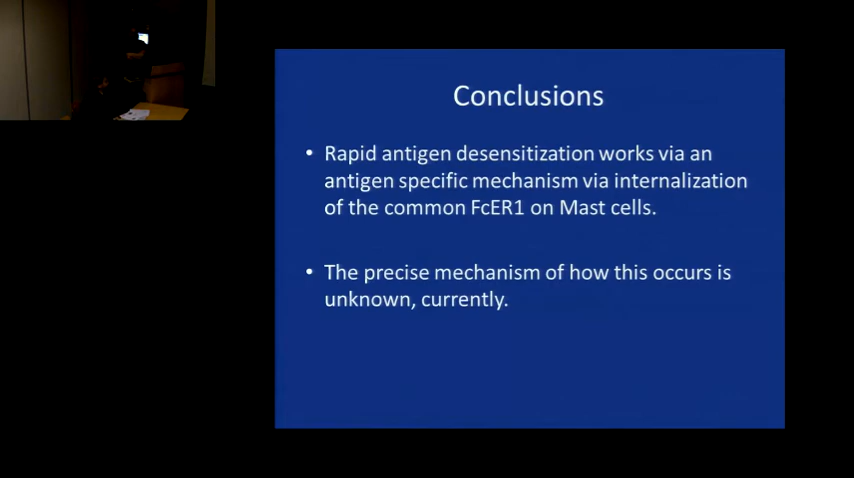 Conclusions
• Rapid antigen desensitization works via an
antigen specific mechanism via internalization
of the common FcER1 on Mast cells.
• The precise mechanism of how this occurs is
unknown, currently.